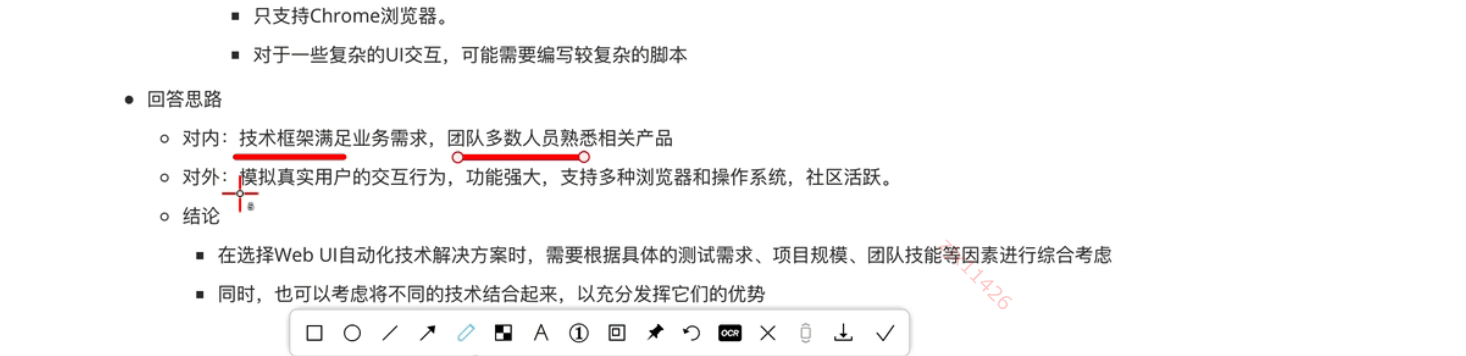 只支持Chrome浏览器。
对于一些复杂的UI交互，可能需要编写较复杂的脚本
回答思路
对内：技术框架满足业务需求，团队多数人员熟悉相关产品
对外：模拟真实用户的交互行为，功能强大，支持多种浏览器和操作系统，社区活跃。
结论
在选择Web UI自动化技术解决方案时，需要根据具体的测试需求、项目规模、团队技能等因素进行综合考虑
同时，也可以考虑将不同的技术结合起来，以充分发挥它们的优势
A ① OCR